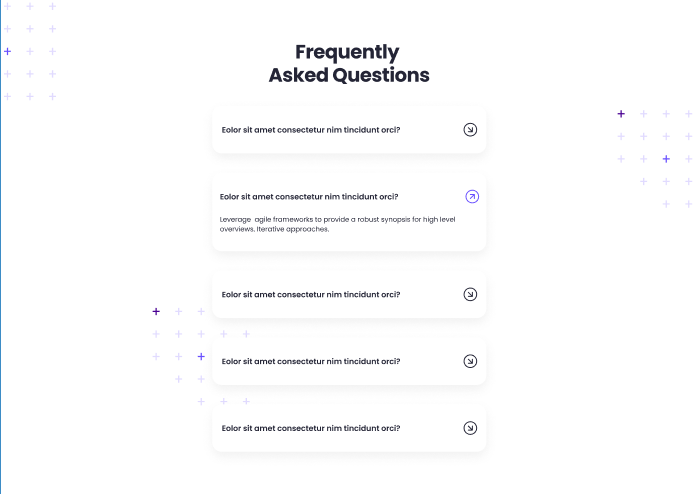 Frequently
Asked Questions
Eolor sit amet consectetur nim tincidunt orci?
Eolor sit amet consectetur nim tincidunt orci?
Leverage agile frameworks to provide a robust synopsis for high level
overviews. Iterative approaches.
Eolor sit amet consectetur nim tincidunt orci?
Eolor sit amet consectetur nim tincidunt orci?
Eolor sit amet consectetur nim tincidunt orci?